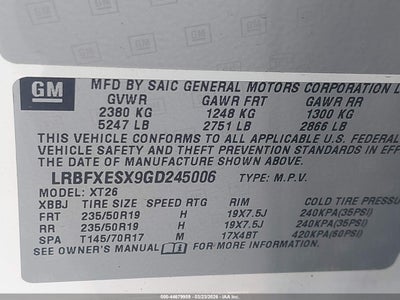 GM
MFD BY SAIC GENERAL MOTORS CORPORATION L
GVWR GAWR FRT GAWR RR
2380 KG 1248 KG 1300 KG
5247 LB 2751 LB 2866 LB
THIS VEHICLE CONFORMS TO ALL APPLICABLE U.S. FEDERAL
VEHICLE SAFETY AND THEFT PREVENTION STANDARDS
THE DATE OF MANUFACTURE SHOWN ABOVE.
LRBFXESX9GD245006 TYPE: M.P.V.
MODEL: XT26
XBBJ TIRE SIZE SPEED RTG RIM COLD TIRE PRESSU
FRT 235/50R19 H 19X7.5J 240KPA(35PSI)
RR 235/50R19 H 19X7.5J 240KPA(35PSI)
SPA T145/70R17 M 17X4BT 420KPA(60PSI)
SEE OWNER'S MANUAL FOR MORE INFORMATION.